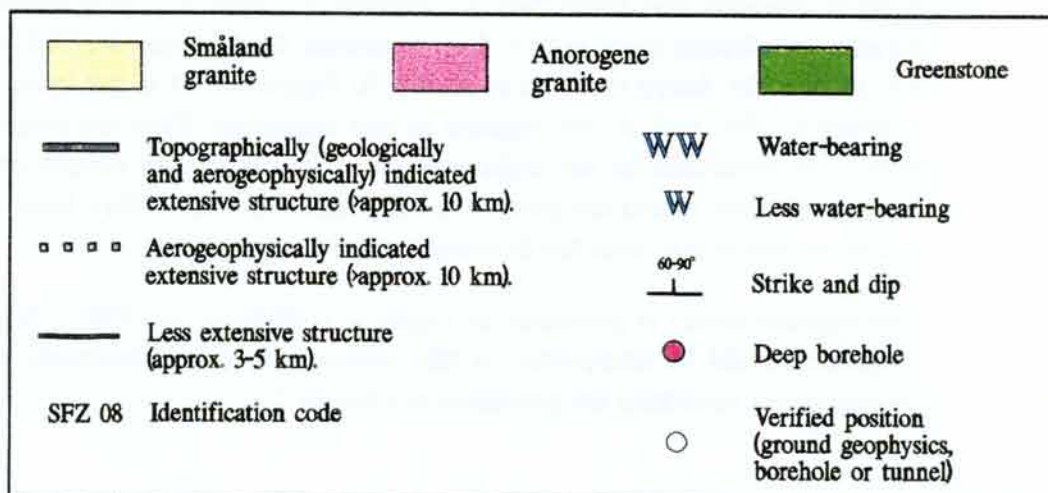 Småland
granite
Anorogene
granite
Greenstone
Topographically (geologically
and aerogeophysically) indicated
extensive structure (>approx. 10 km).
Aerogeophysically indicated
extensive structure (>approx. 10 km).
Less extensive structure
(approx. 3-5 km).
SFZ 08 Identification code
WW Water-bearing
W Less water-bearing
60-90°
Strike and dip
Deep borehole
Verified position
(ground geophysics,
borehole or tunnel)